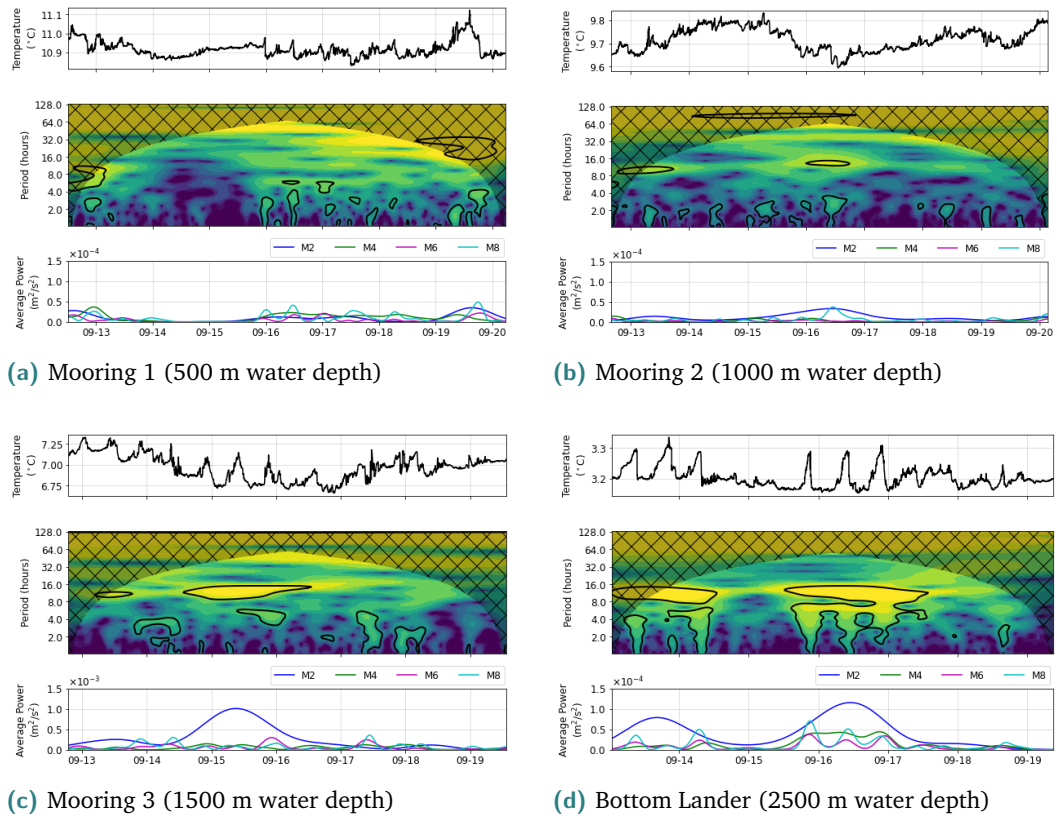 11.1
11.0
10.9
Temperature
(°C)
128.0
64.0
32.0
16.0
8.0
4.0
2.0
Period (hours)
M2 M4 M6 M8
×10⁻⁴
1.5
1.0
0.5
0.0
Average Power
(m²/s²)
09-13 09-14 09-15 09-16 09-17 09-18 09-19 09-20
(a) Mooring 1 (500 m water depth)
9.8
9.7
9.6
Temperature
(°C)
128.0
64.0
32.0
16.0
8.0
4.0
2.0
Period (hours)
M2 M4 M6 M8
×10⁻⁴
1.5
1.0
0.5
0.0
Average Power
(m²/s²)
09-13 09-14 09-15 09-16 09-17 09-18 09-19 09-20
(b) Mooring 2 (1000 m water depth)
7.25
7.00
6.75
Temperature
(°C)
128.0
64.0
32.0
16.0
8.0
4.0
2.0
Period (hours)
M2 M4 M6 M8
×10⁻³
1.5
1.0
0.5
0.0
Average Power
(m²/s²)
09-13 09-14 09-15 09-16 09-17 09-18 09-19
(c) Mooring 3 (1500 m water depth)
3.3
3.2
Temperature
(°C)
128.0
64.0
32.0
16.0
8.0
4.0
2.0
Period (hours)
M2 M4 M6 M8
×10⁻⁴
1.5
1.0
0.5
0.0
Average Power
(m²/s²)
09-14 09-15 09-16 09-17 09-18 09-19
(d) Bottom Lander (2500 m water depth)